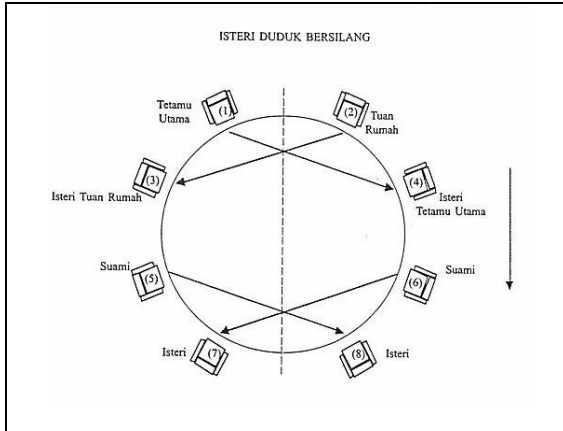 ISTERI DUDUK BERSILANG
Tetamu
Utama
(1)
(2)
Tuan
Rumah
(3)
Isteri Tuan Rumah
(4)
Isteri
Tetamu Utama
Suami
(5)
Suami
(6)
Isteri
(7)
(8)
Isteri